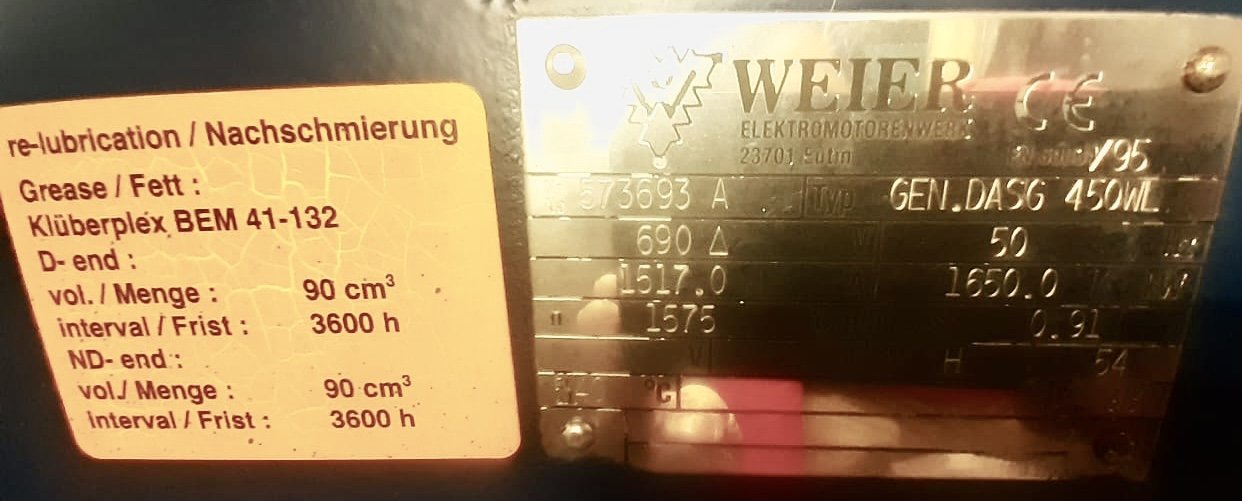 re-lubrication / Nachschmierung
Grease / Fett :
Klüberplex BEM 41-132
D- end :
vol. / Menge : 90 cm³
interval / Frist : 3600 h
ND- end :
vol./ Menge : 90 cm³
interval / Frist : 3600 h
WEIER CE
ELEKTROMOTORENWERK
23701 Eutin /95
573693 A Typ GEN.DASG 450WL
690 Δ V 50
1517.0 A 1650.0 kW
n 1575 0.91
V H 54
°C